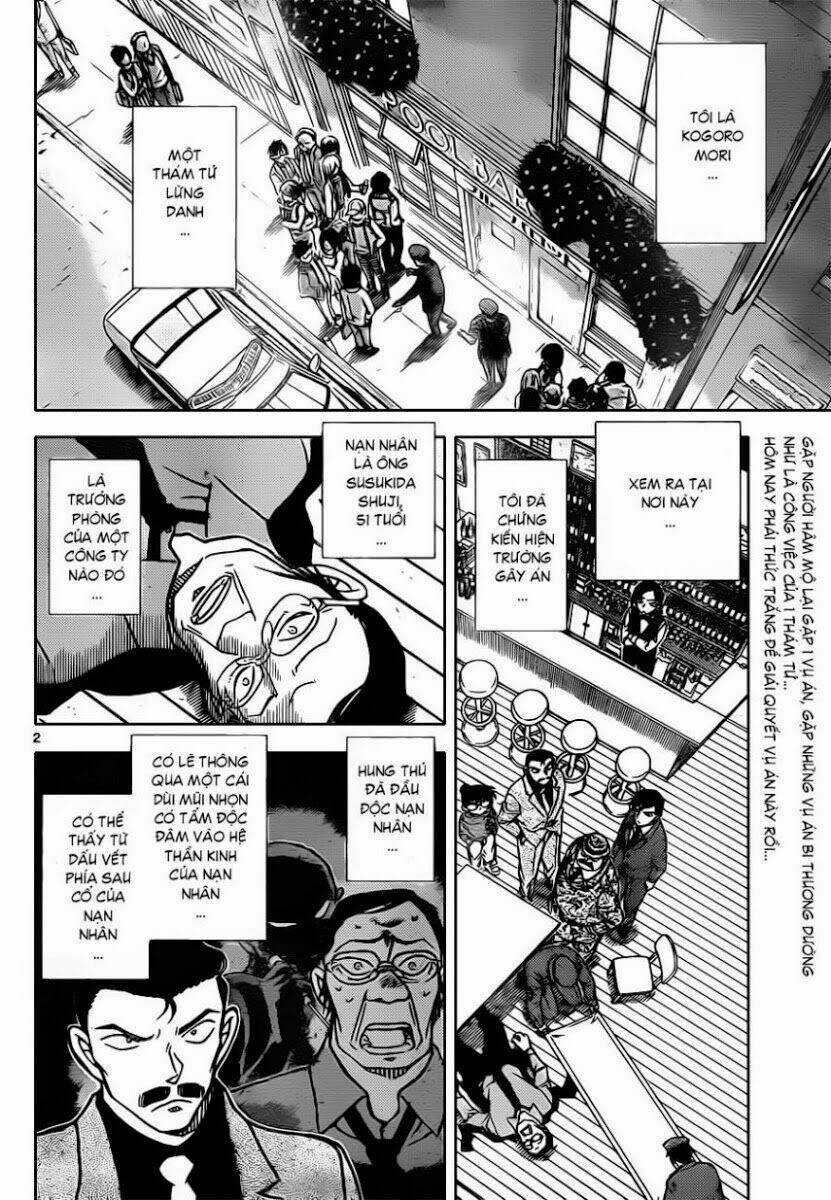 TÔI LÀ
KOGORO
MORI
...
MỘT
THÁM TỬ
LỪNG
DANH
...
POOL BAR
GẶP NGƯỜI HÂM MỘ LẠI GẶP 1 VỤ ÁN, GẶP NHỮNG VỤ ÁN BI THƯƠNG DƯỜNG
NHƯ LÀ CÔNG VIỆC CỦA 1 THÁM TỬ...
HÔM NAY PHẢI THỨC TRẮNG ĐỂ GIẢI QUYẾT VỤ ÁN NÀY RỒI...
XEM RA TẠI
NƠI NÀY
...
TÔI ĐÃ
CHỨNG
KIẾN HIỆN
TRƯỜNG
GÂY ÁN
...
NẠN NHÂN
LÀ ÔNG
SUSUKIDA
SHUJI,
51 TUỔI
...
LÀ
TRƯỞNG
PHÒNG
CỦA MỘT
CÔNG TY
NÀO ĐÓ
...
2
HUNG THỦ
ĐÃ ĐẦU
ĐỘC NẠN
NHÂN
...
CÓ LẼ THÔNG
QUA MỘT CÁI
DÙI MŨI NHỌN
CÓ TẨM ĐỘC
ĐÂM VÀO HỆ
THẦN KINH
CỦA NẠN
NHÂN
...
CÓ THỂ
THẤY TỪ
DẤU VẾT
PHÍA SAU
CỔ CỦA
NẠN
NHÂN
...